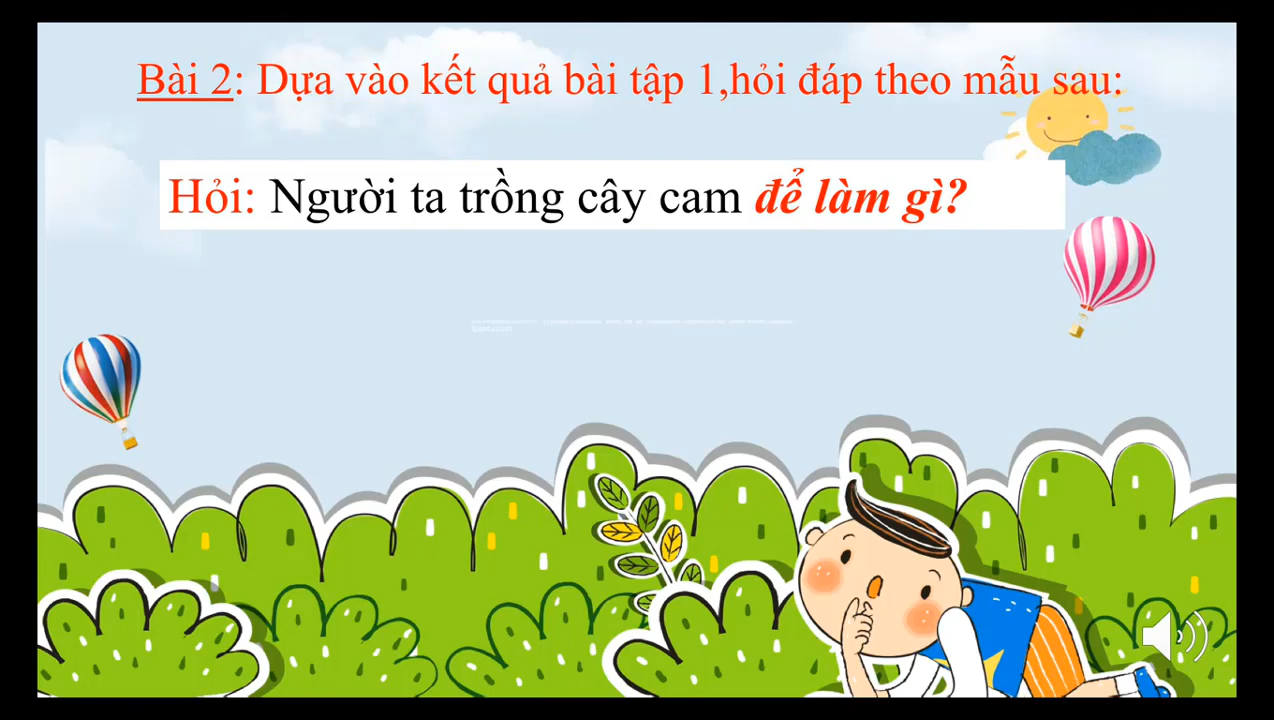 Bài 2: Dựa vào kết quả bài tập 1,hỏi đáp theo mẫu sau:
Hỏi: Người ta trồng cây cam để làm gì?